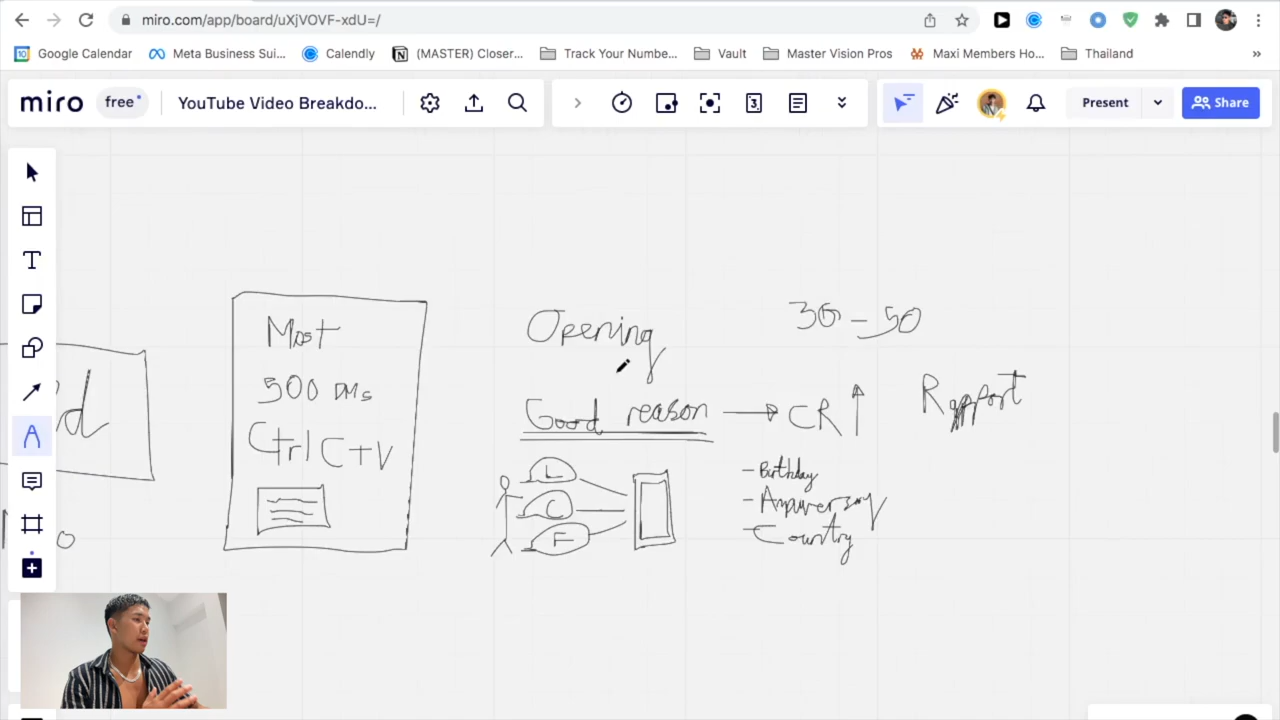 miro.com/app/board/uXjVOVF-xdU=/
Google Calendar
Meta Business Sui...
Calendly
(MASTER) Closer...
Track Your Numbe...
Vault
Master Vision Pros
Maxi Members Ho...
Thailand
»
miro
free
YouTube Video Breakdo...
3
Present
Share
Most
500 DMs
Ctrl C+V
Opening
30 - 50
Good reason
CR
Rapport
L
C
F
- Birthday
- Anniversary
- Country